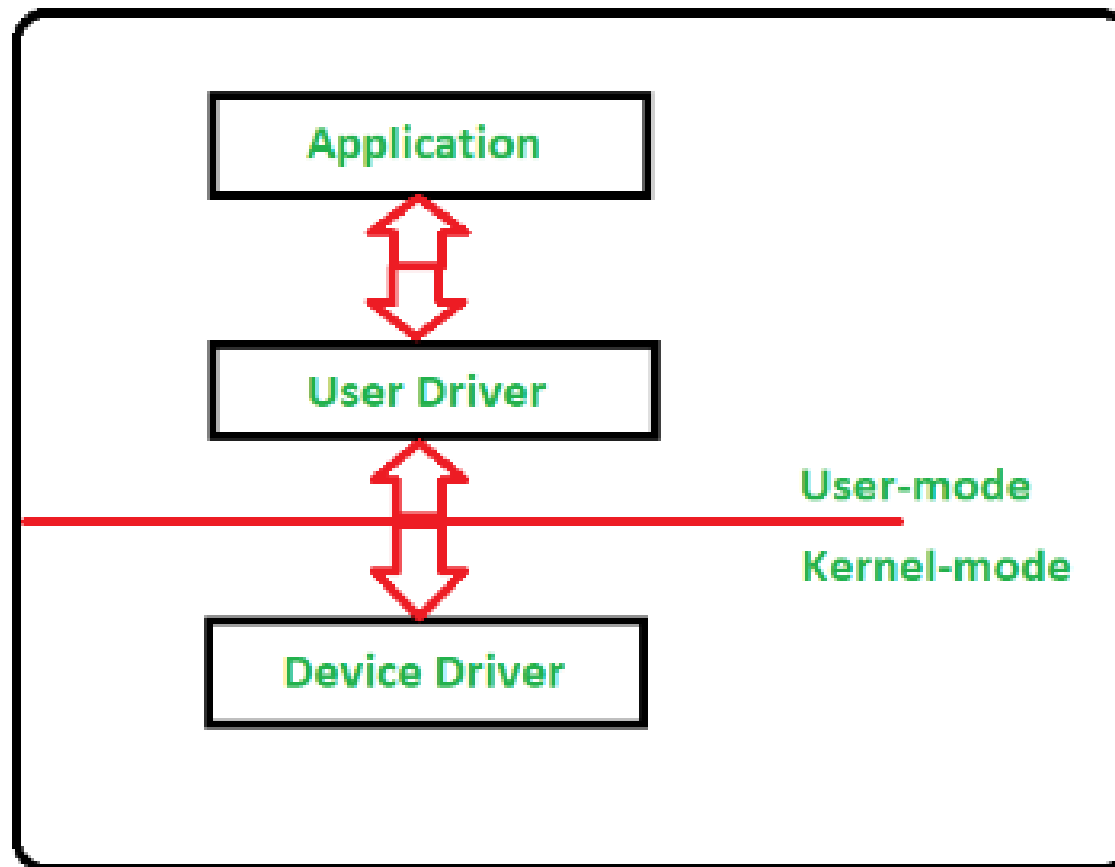 Application
User Driver
User-mode
Kernel-mode
Device Driver